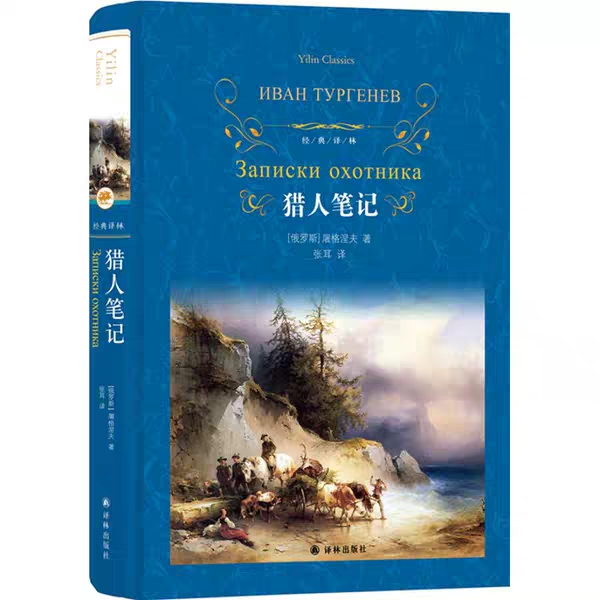 Yilin
Classics
经典译林
猎人笔记
Записки охотника
[俄罗斯] 屠格涅夫 著
张耳 译
译林出版社
Yilin Classics
ИВАН ТУРГЕНЕВ
经/典/译/林
Записки охотника
猎人笔记
[俄罗斯] 屠格涅夫 著
张耳 译
译林出版社